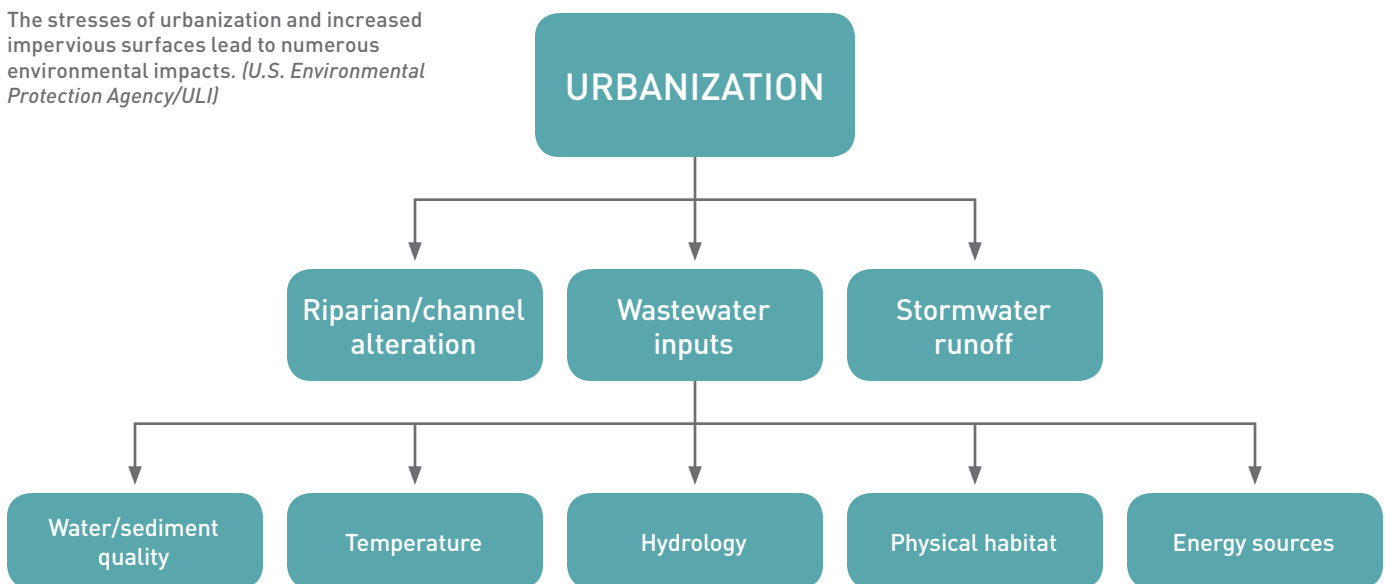 The stresses of urbanization and increased
impervious surfaces lead to numerous
environmental impacts. (U.S. Environmental
Protection Agency/ULI)
URBANIZATION
Riparian/channel
alteration
Wastewater
inputs
Stormwater
runoff
Water/sediment
quality
Temperature
Hydrology
Physical habitat
Energy sources